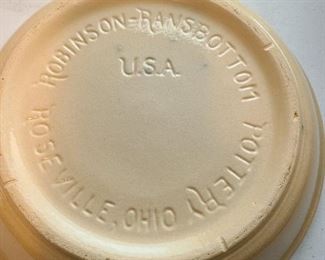 ROBINSON-RANSBOTTOM POTTERY
U.S.A.
ROSEVILLE, OHIO